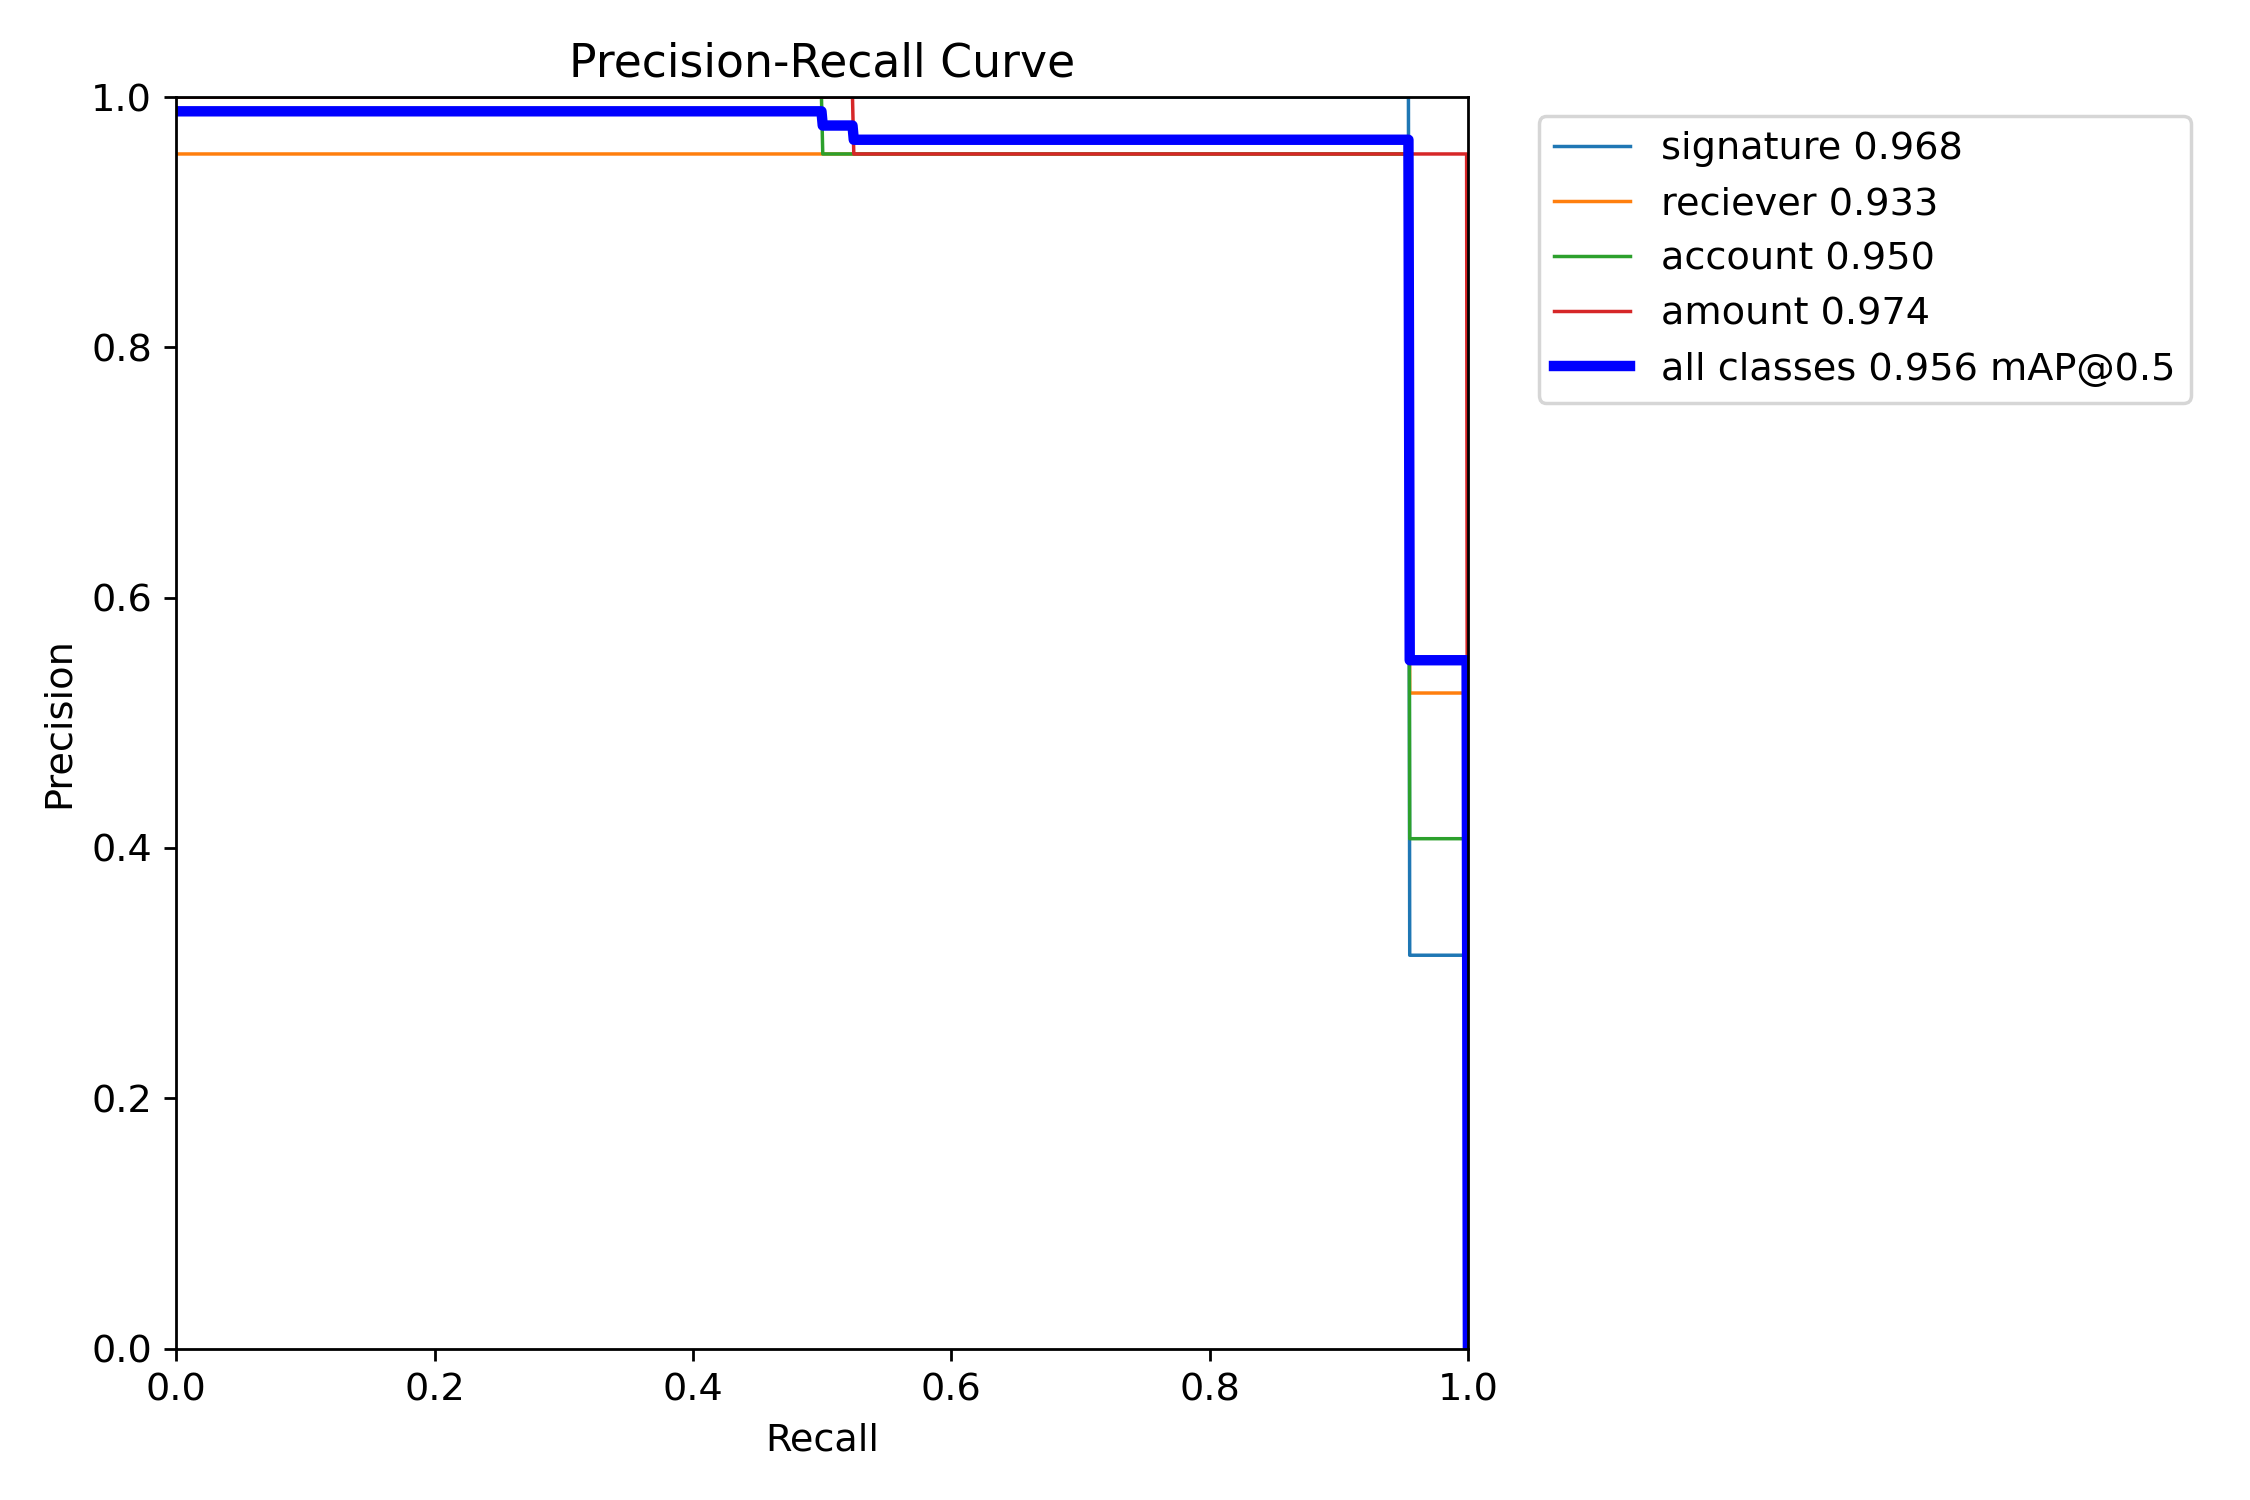 Precision-Recall Curve
1.0
0.8
0.6
0.4
0.2
0.0
Precision
0.0 0.2 0.4 0.6 0.8 1.0
Recall
signature 0.968
reciever 0.933
account 0.950
amount 0.974
all classes 0.956 mAP@0.5